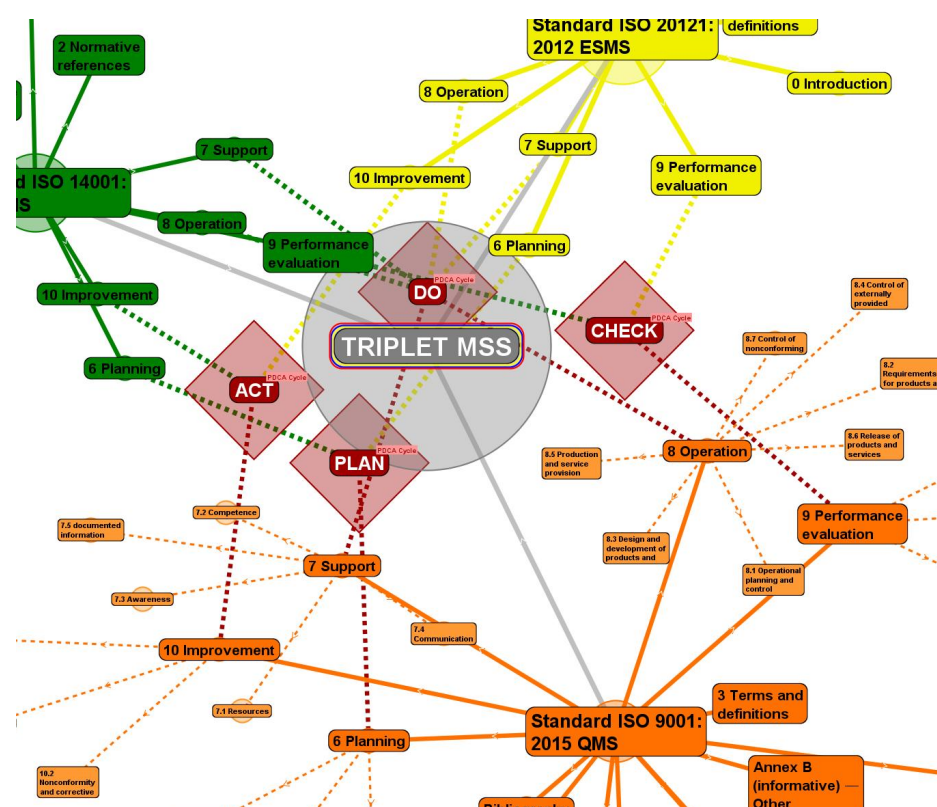 Standard ISO 20121:
2012 ESMS
definitions
0 Introduction
2 Normative
references
8 Operation
7 Support
7 Support
10 Improvement
9 Performance
evaluation
d ISO 14001:
MS
8 Operation
9 Performance
evaluation
6 Planning
10 Improvement
DO
PDCA Cycle
CHECK
PDCA Cycle
TRIPLET MSS
8.4 Control of
externally
provided
8.7 Control of
nonconforming
8.2
Requirements
for products a
6 Planning
ACT
PDCA Cycle
PLAN
PDCA Cycle
8 Operation
8.6 Release of
products and
services
8.5 Production
and service
provision
7.2 Competence
7.5 documented
information
9 Performance
evaluation
8.3 Design and
development of
products and
7 Support
8.1 Operational
planning and
control
7.3 Awareness
7.4
Communication
10 Improvement
7.1 Resources
3 Terms and
definitions
Standard ISO 9001:
2015 QMS
6 Planning
10.2
Nonconformity
and corrective
Annex B
(informative) —
Other